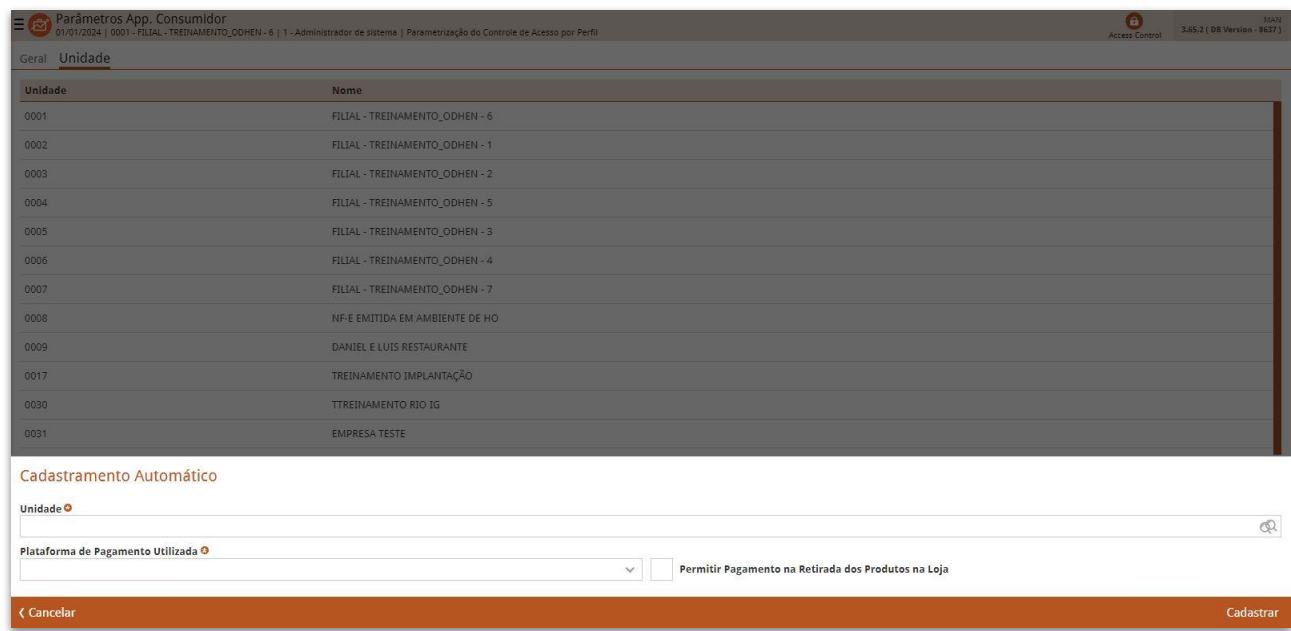 Parâmetros App. Consumidor
01/01/2024 | 0001 - FILIAL - TREINAMENTO_ODHEN - 6 | 1 - Administrador de sistema | Parametrização do Controle de Acesso por Perfil
Access Control
MAN
3.65.2 ( DB Version - 8637 )
Geral Unidade
Unidade Nome
0001 FILIAL - TREINAMENTO_ODHEN - 6
0002 FILIAL - TREINAMENTO_ODHEN - 1
0003 FILIAL - TREINAMENTO_ODHEN - 2
0004 FILIAL - TREINAMENTO_ODHEN - 5
0005 FILIAL - TREINAMENTO_ODHEN - 3
0006 FILIAL - TREINAMENTO_ODHEN - 4
0007 FILIAL - TREINAMENTO_ODHEN - 7
0008 NF-E EMITIDA EM AMBIENTE DE HO
0009 DANIEL E LUIS RESTAURANTE
0017 TREINAMENTO IMPLANTAÇÃO
0030 TTREINAMENTO RIO IG
0031 EMPRESA TESTE
Cadastramento Automático
Unidade
Plataforma de Pagamento Utilizada
Permitir Pagamento na Retirada dos Produtos na Loja
Cancelar Cadastrar